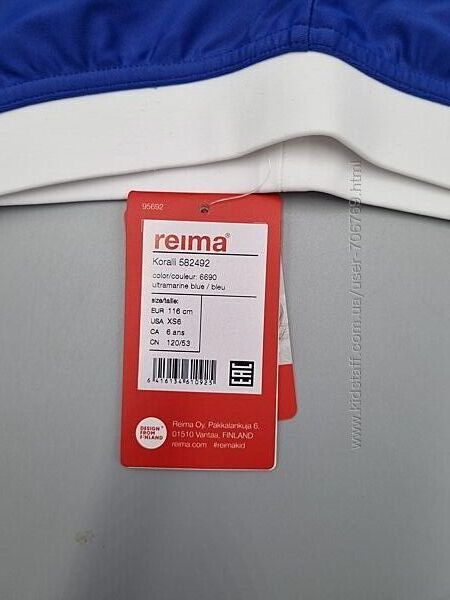 95692
reima®
Koralli 582492
color/couleur: 6690
ultramarine blue / bleu
size/taille:
EUR 116 cm
USA XS6
CA 6 ans
CN 120/53
6 416134 610925
EAC
DESIGN FROM FINLAND
Reima Oy, Pakkalankuja 6,
01510 Vantaa, FINLAND
reima.com #reimakid
www.kidstaff.com.ua/user-706769.html